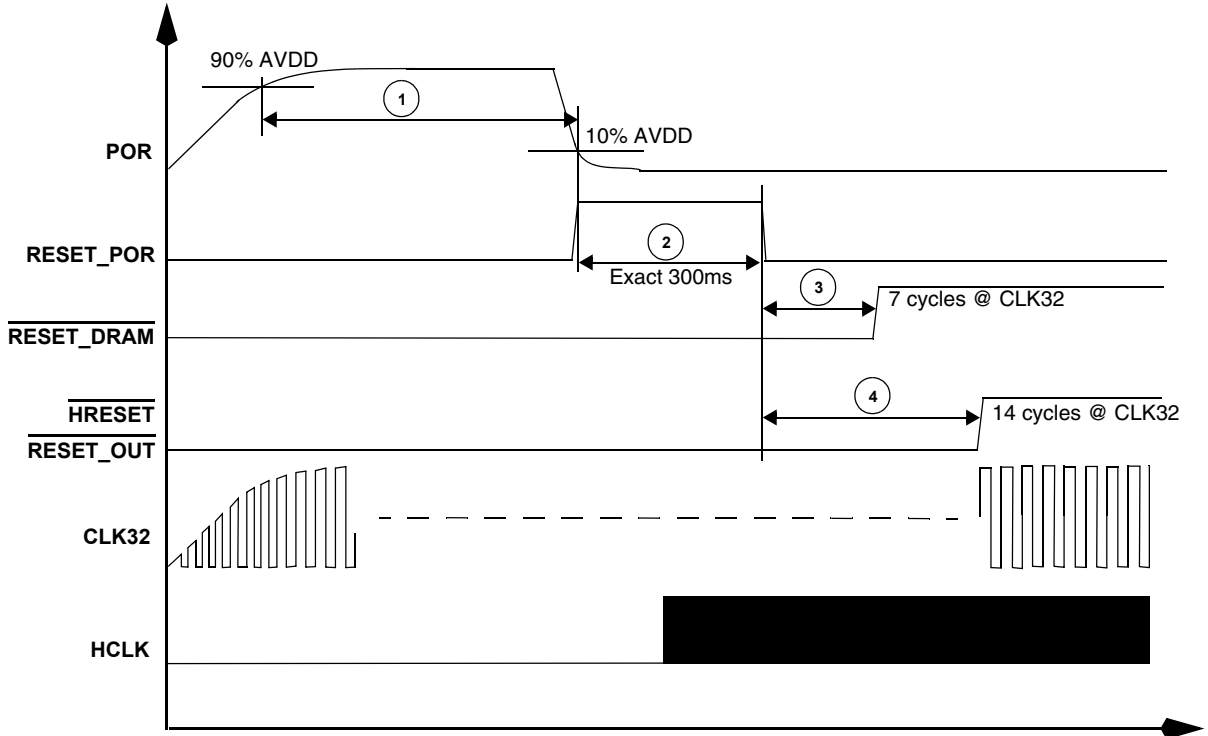 90% AVDD
1
10% AVDD
POR
RESET_POR
2
Exact 300ms
3
7 cycles @ CLK32
RESET_DRAM
4
HRESET
14 cycles @ CLK32
RESET_OUT
CLK32
HCLK